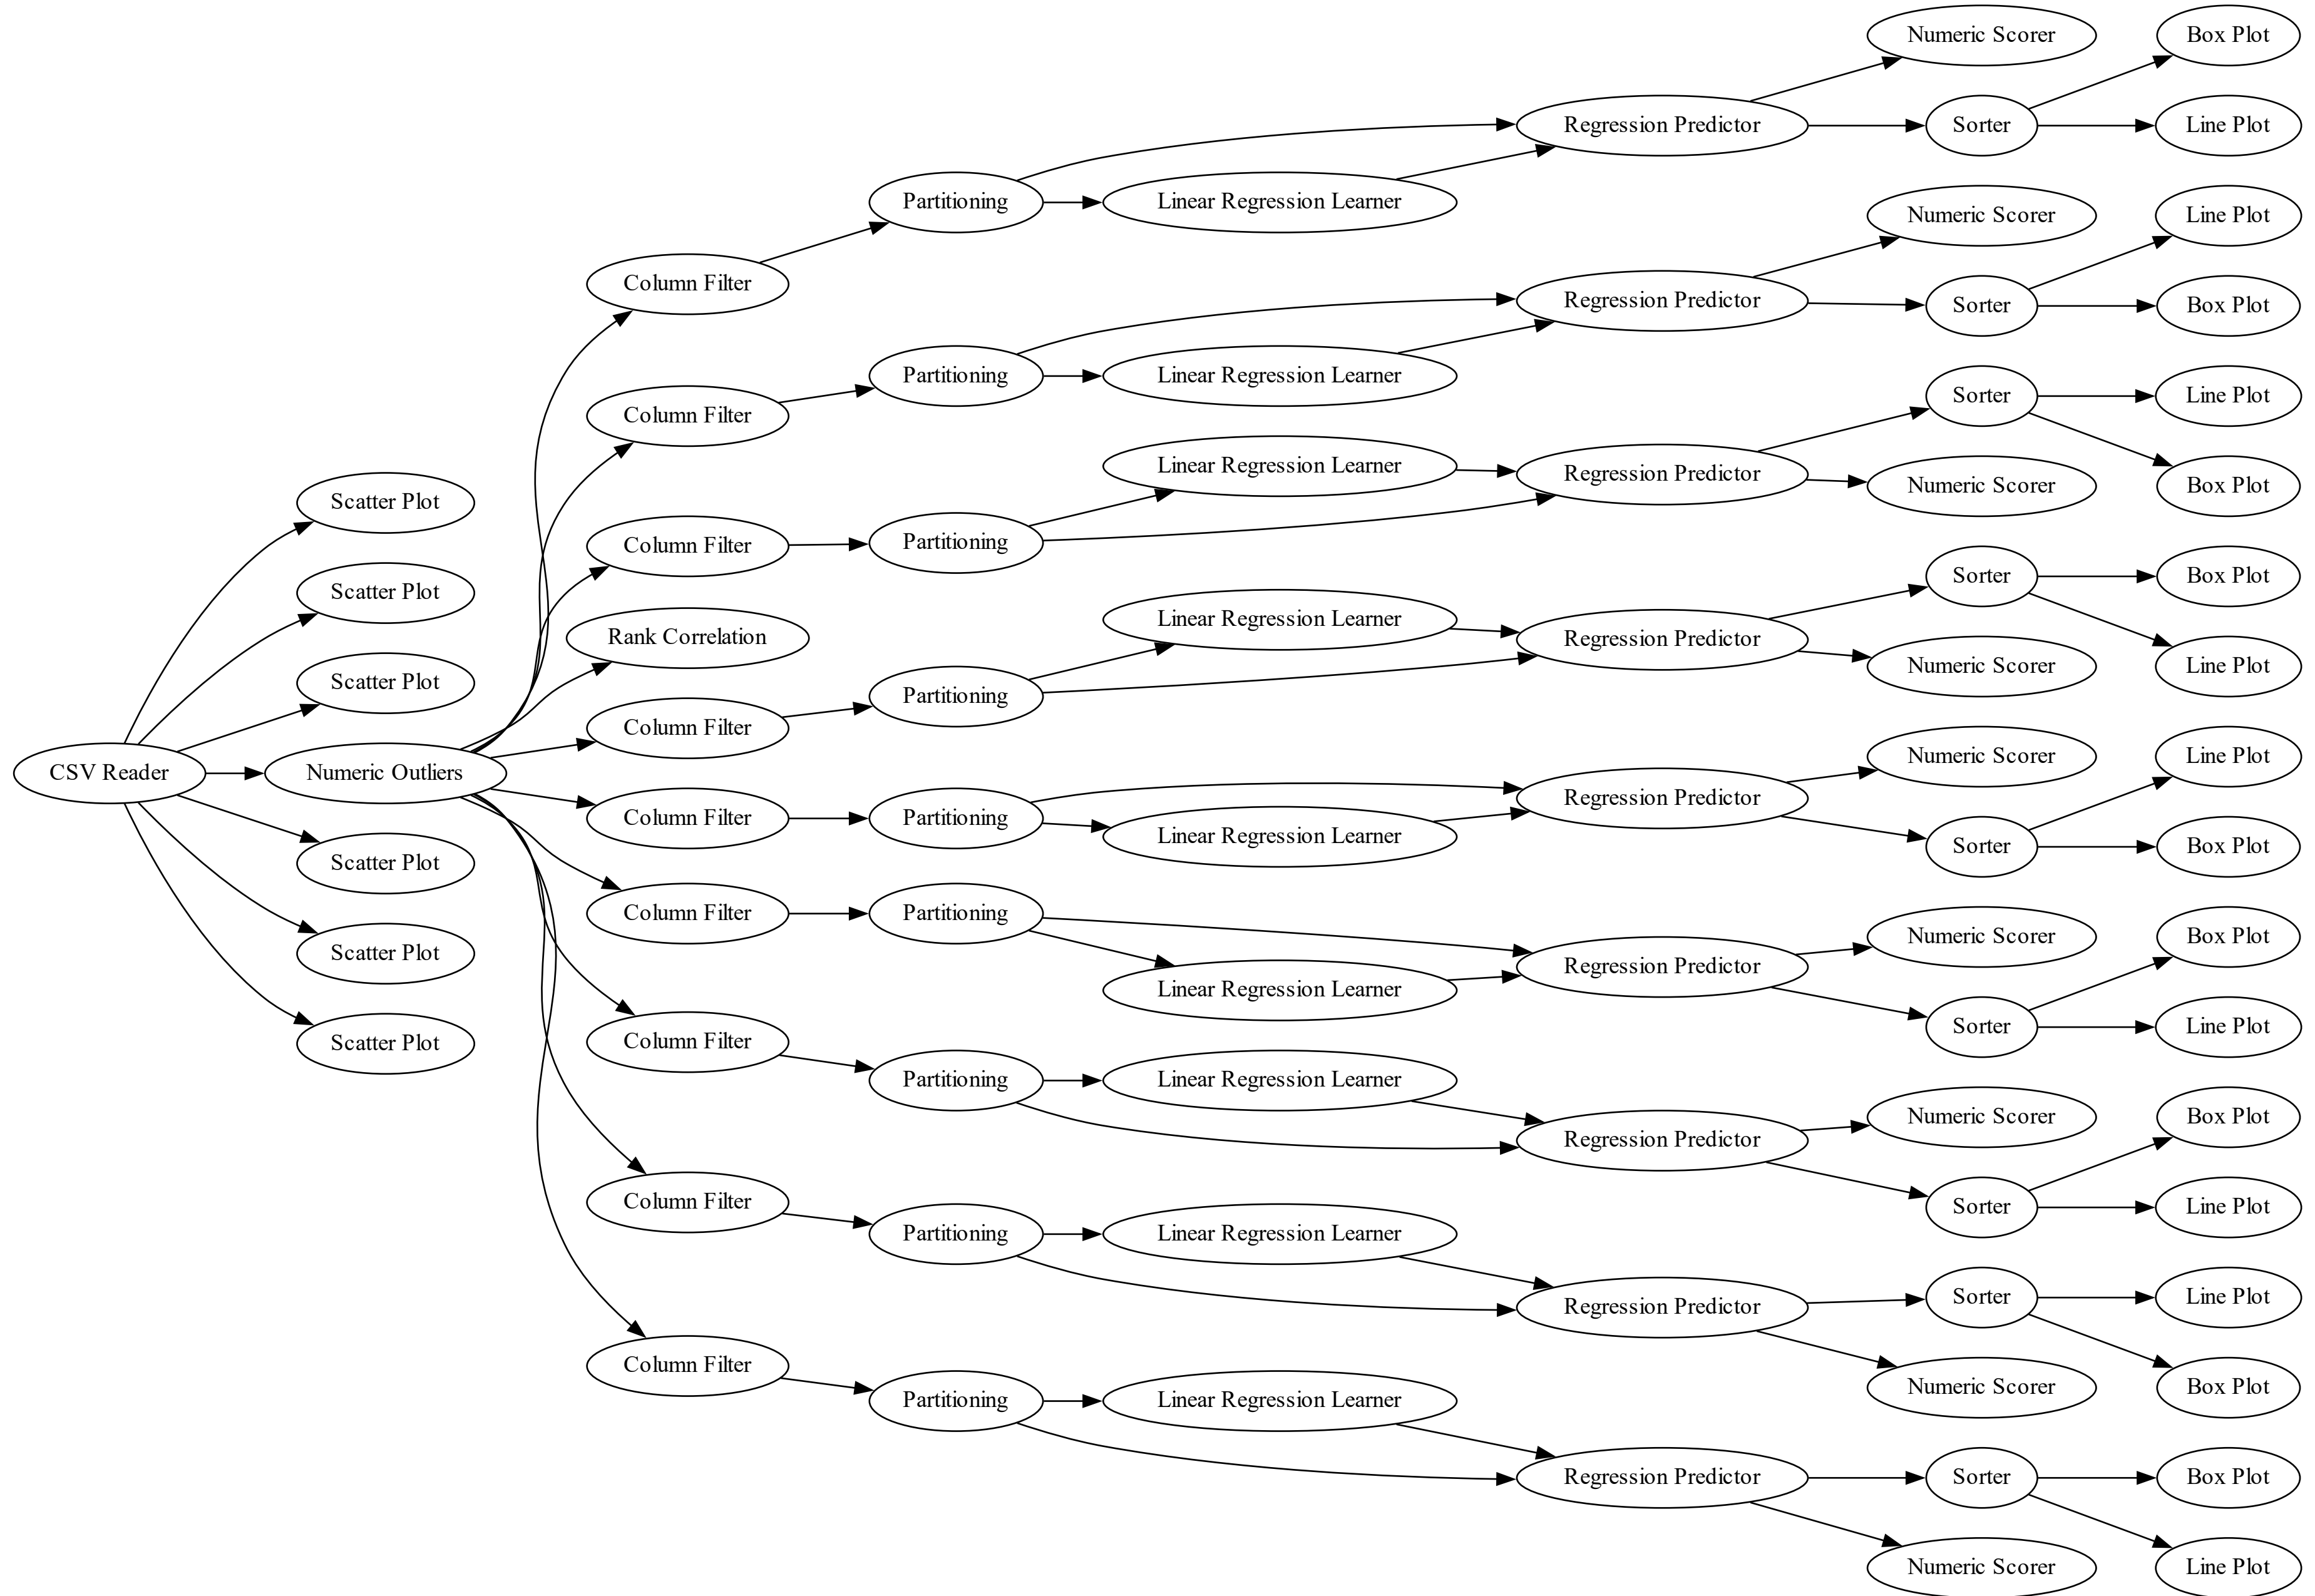 CSV Reader
Scatter Plot
Scatter Plot
Scatter Plot
Numeric Outliers
Scatter Plot
Scatter Plot
Scatter Plot
Column Filter
Column Filter
Column Filter
Rank Correlation
Column Filter
Column Filter
Column Filter
Column Filter
Column Filter
Column Filter
Partitioning
Partitioning
Partitioning
Partitioning
Partitioning
Partitioning
Partitioning
Partitioning
Partitioning
Linear Regression Learner
Linear Regression Learner
Linear Regression Learner
Linear Regression Learner
Linear Regression Learner
Linear Regression Learner
Linear Regression Learner
Linear Regression Learner
Linear Regression Learner
Regression Predictor
Regression Predictor
Regression Predictor
Regression Predictor
Regression Predictor
Regression Predictor
Regression Predictor
Regression Predictor
Regression Predictor
Numeric Scorer
Sorter
Numeric Scorer
Sorter
Sorter
Numeric Scorer
Sorter
Numeric Scorer
Numeric Scorer
Sorter
Numeric Scorer
Sorter
Numeric Scorer
Sorter
Sorter
Numeric Scorer
Sorter
Numeric Scorer
Box Plot
Line Plot
Line Plot
Box Plot
Line Plot
Box Plot
Box Plot
Line Plot
Line Plot
Box Plot
Box Plot
Line Plot
Box Plot
Line Plot
Line Plot
Box Plot
Box Plot
Line Plot